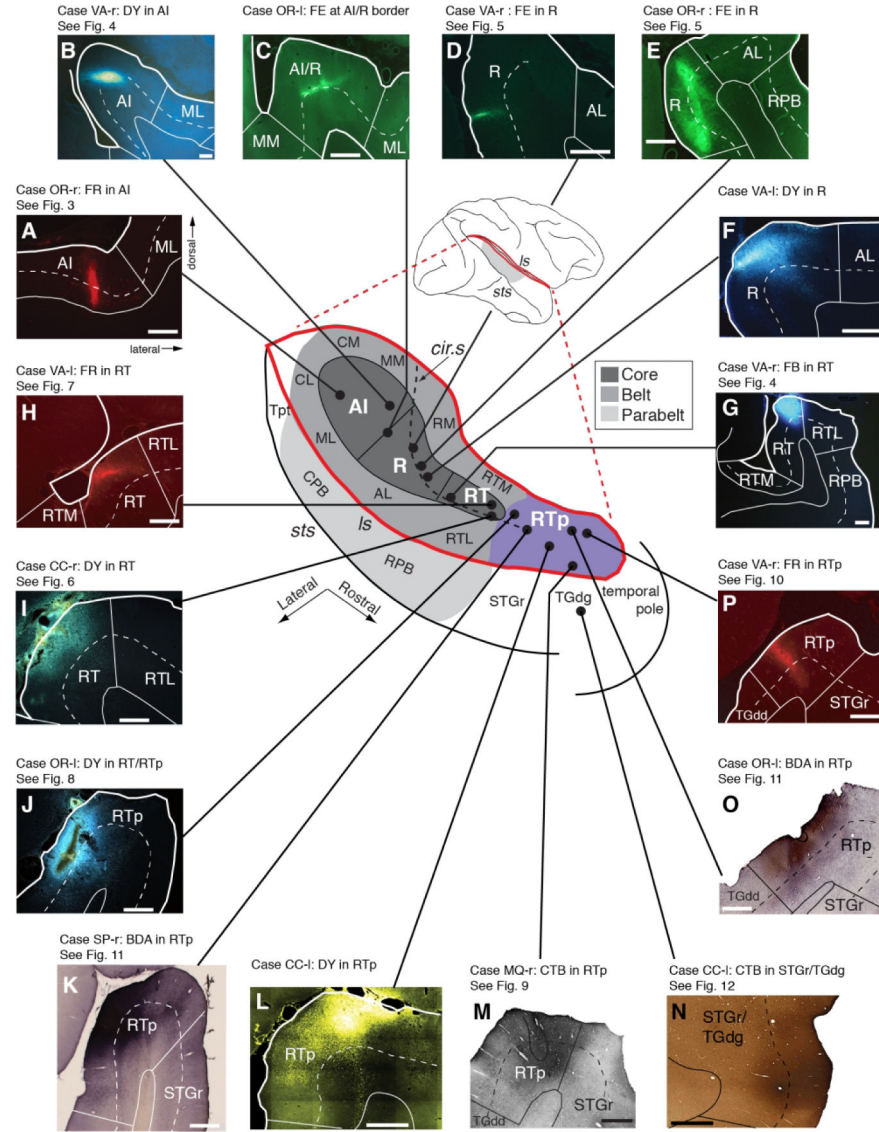 Case VA-r: DY in AI
See Fig. 4
B
AI
ML
Case OR-l: FE at AI/R border
C
AI/R
MM
ML
Case VA-r : FE in R
See Fig. 5
D
R
AL
Case OR-r : FE in R
See Fig. 5
E
AL
R
RPB
Case OR-r: FR in AI
See Fig. 3
A
AI
ML
dorsal
lateral
Case VA-l: DY in R
F
AL
R
ls
sts
Core
Belt
Parabelt
CM
MM
cir.s
CL
AI
Tpt
RM
ML
R
RTM
CPB
AL
RT
RTp
sts
ls
RTL
RPB
STGr
TGdg
temporal
pole
Lateral
Rostral
Case VA-l: FR in RT
See Fig. 7
H
RTL
RT
RTM
Case VA-r: FB in RT
See Fig. 4
G
RT
RTL
RTM
RPB
Case CC-r: DY in RT
See Fig. 6
I
RT
RTL
Case VA-r: FR in RTp
See Fig. 10
P
RTp
TGdd
STGr
Case OR-l: DY in RT/RTp
See Fig. 8
J
RTp
Case OR-l: BDA in RTp
See Fig. 11
O
RTp
TGdd
STGr
Case SP-r: BDA in RTp
See Fig. 11
K
RTp
STGr
Case CC-l: DY in RTp
L
RTp
Case MQ-r: CTB in RTp
See Fig. 9
M
RTp
TGdd
STGr
Case CC-l: CTB in STGr/TGdg
See Fig. 12
N
STGr/
TGdg